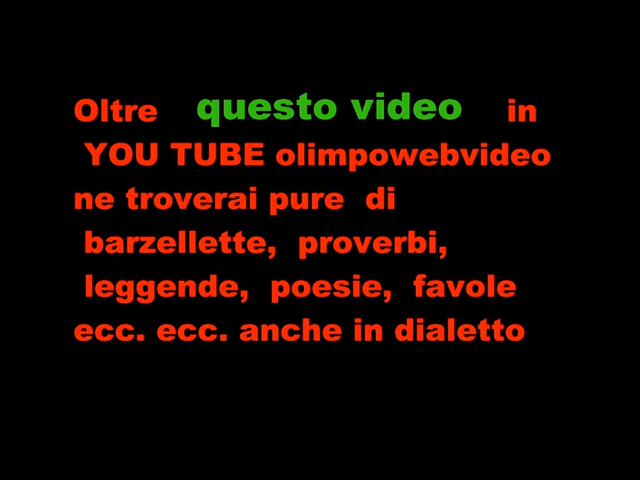 Oltre questo video in
YOU TUBE olimpowebvideo
ne troverai pure di
barzellette, proverbi,
leggende, poesie, favole
ecc. ecc. anche in dialetto